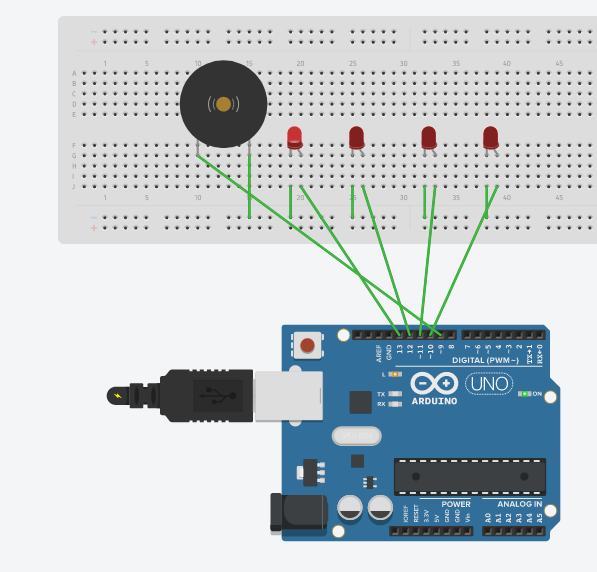 − −
+ +
1 5 10 15 20 25 30 35 40 45
A
B
C
D
E
F
G
H
I
J
1 5 10 15 20 25 30 35 40 45
− −
+ +
AREF GND 13 12 ~11 ~10 ~9 8 7 ~6 ~5 4 ~3 2 TX→1 RX←0
DIGITAL (PWM~)
L
TX
RX
UNO
ON
ARDUINO
POWER ANALOG IN
IOREF RESET 3.3V 5V GND GND Vin A0 A1 A2 A3 A4 A5